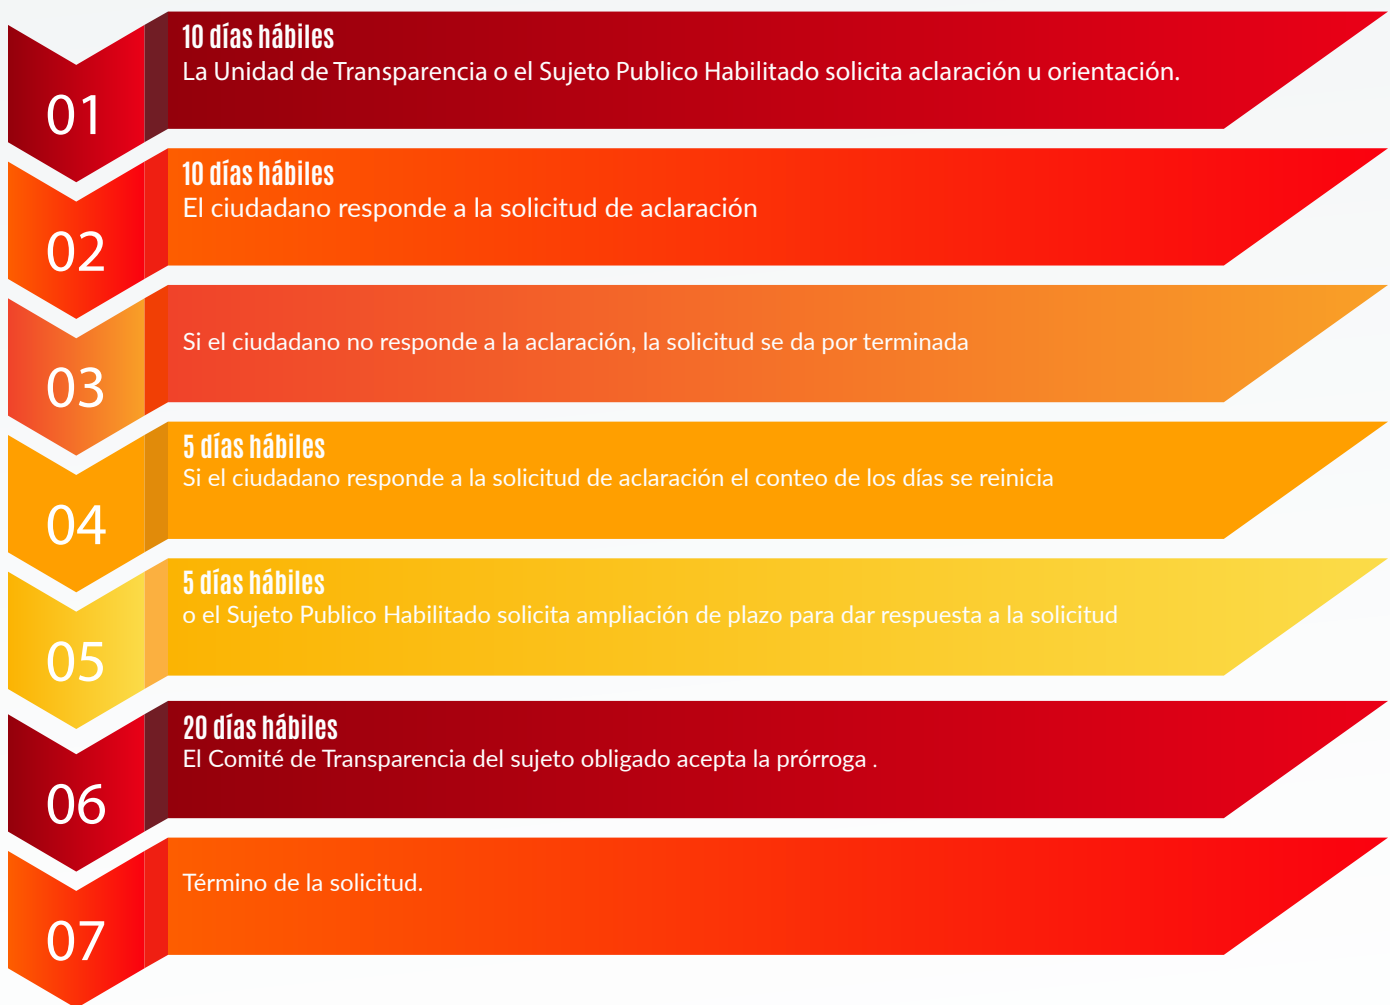 01
10 días hábiles
La Unidad de Transparencia o el Sujeto Publico Habilitado solicita aclaración u orientación.
02
10 días hábiles
El ciudadano responde a la solicitud de aclaración
03
Si el ciudadano no responde a la aclaración, la solicitud se da por terminada
04
5 días hábiles
Si el ciudadano responde a la solicitud de aclaración el conteo de los días se reinicia
05
5 días hábiles
o el Sujeto Publico Habilitado solicita ampliación de plazo para dar respuesta a la solicitud
06
20 días hábiles
El Comité de Transparencia del sujeto obligado acepta la prórroga .
07
Término de la solicitud.